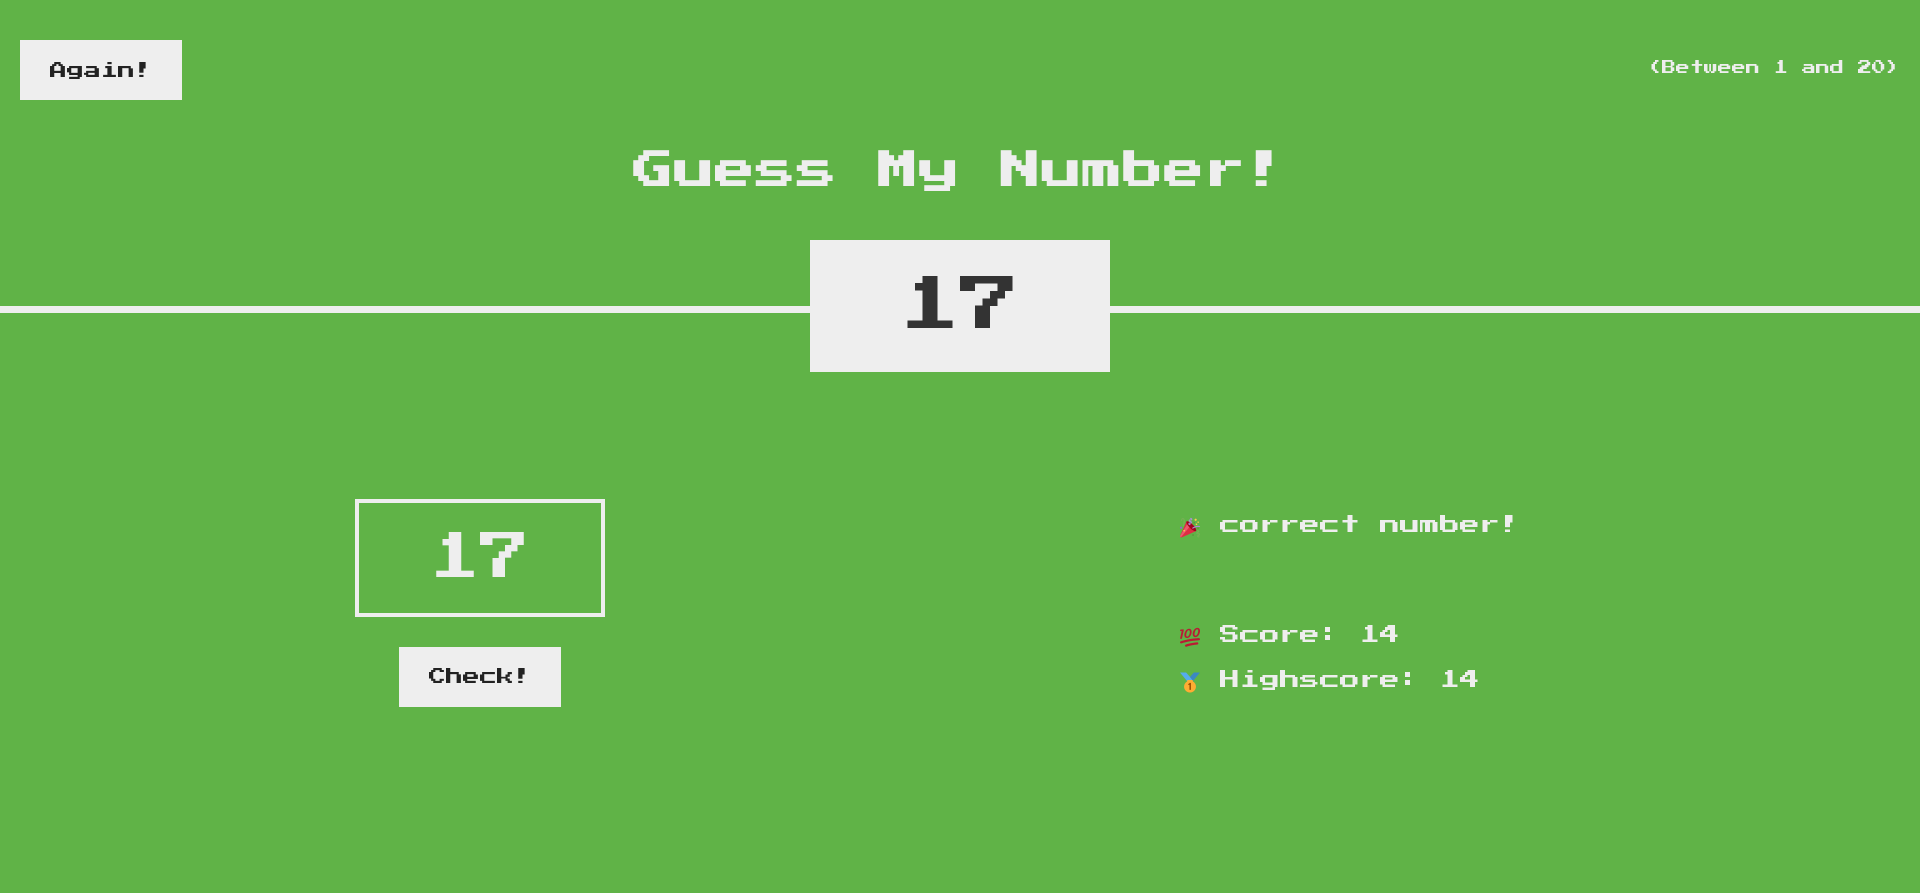 Again!
(Between 1 and 20)
Guess My Number!
17
17
Check!
🎉 correct number!
💯 Score: 14
🥇 Highscore: 14